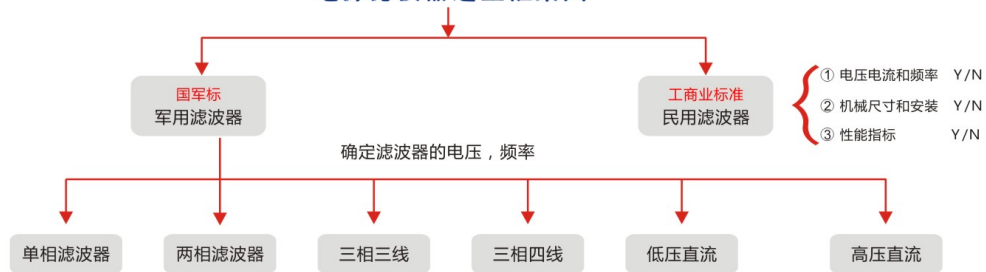 国军标
军用滤波器
工商业标准
民用滤波器
① 电压电流和频率 Y/N
② 机械尺寸和安装 Y/N
③ 性能指标 Y/N
确定滤波器的电压，频率
单相滤波器
两相滤波器
三相三线
三相四线
低压直流
高压直流